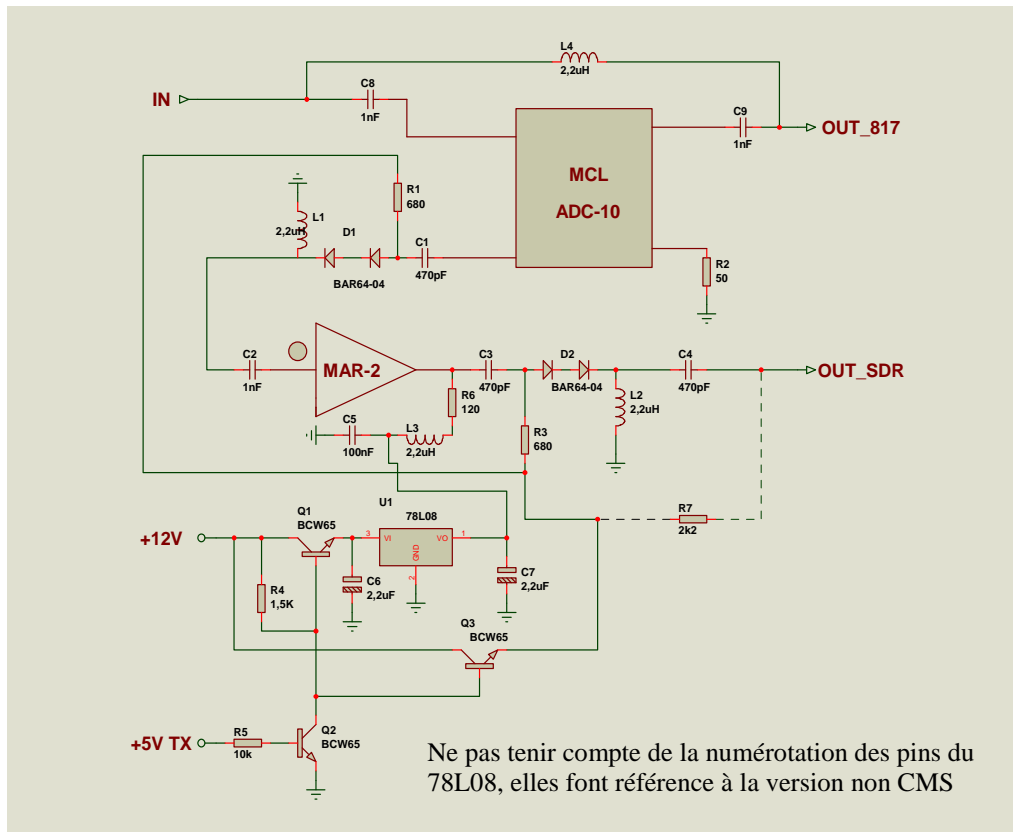 L4
2,2uH
C8
1nF
IN
C9
1nF
OUT_817
MCL
ADC-10
R1
680
L1
2,2uH
D1
BAR64-04
C1
470pF
R2
50
C2
1nF
MAR-2
C3
470pF
D2
BAR64-04
C4
470pF
OUT_SDR
R6
120
L2
2,2uH
C5
100nF
L3
2,2uH
R3
680
R7
2k2
U1
78L08
Q1
BCW65
+12V
3
VI
VO
1
GND
2
C6
2,2uF
C7
2,2uF
R4
1,5K
Q3
BCW65
+5V TX
R5
10k
Q2
BCW65
Ne pas tenir compte de la numérotation des pins du
78L08, elles font référence à la version non CMS